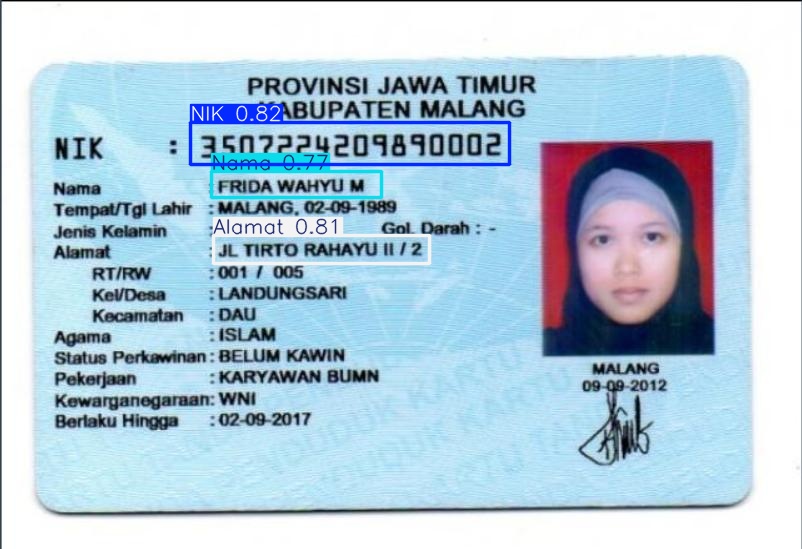 PROVINSI JAWA TIMUR
KABUPATEN MALANG
NIK 0.82
NIK : 3507224209890002
Nama 0.77
Nama : FRIDA WAHYU M
Tempat/Tgl Lahir : MALANG, 02-09-1989
Alamat 0.81
Jenis Kelamin : Gol. Darah : -
Alamat : JL TIRTO RAHAYU II / 2
RT/RW : 001 / 005
Kel/Desa : LANDUNGSARI
Kecamatan : DAU
Agama : ISLAM
Status Perkawinan : BELUM KAWIN
Pekerjaan : KARYAWAN BUMN
Kewarganegaraan: WNI
Berlaku Hingga : 02-09-2017
MALANG
09-09-2012